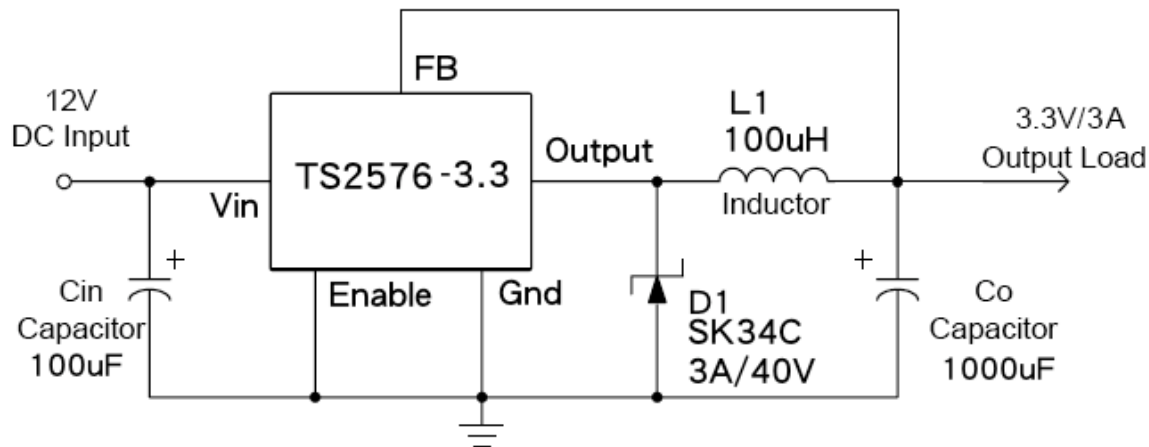 FB
12V
DC Input
TS2576-3.3
Vin
Output
L1
100uH
Inductor
3.3V/3A
Output Load
Enable
Gnd
+
Cin
Capacitor
100uF
D1
SK34C
3A/40V
+
Co
Capacitor
1000uF